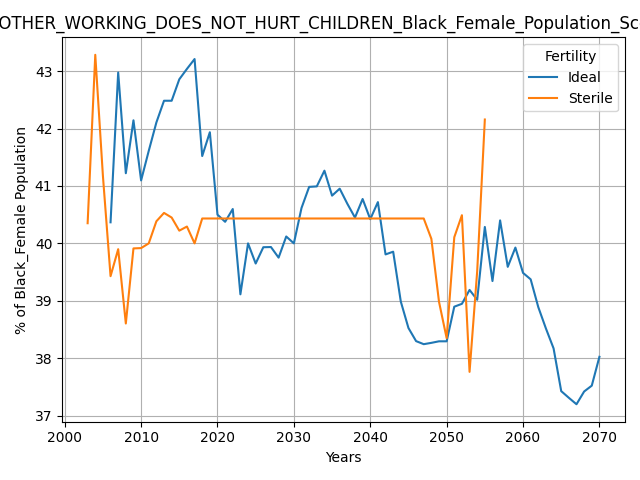 OTHER_WORKING_DOES_NOT_HURT_CHILDREN_Black_Female_Population_Sc
Fertility
Ideal
Sterile
% of Black_Female Population
43
42
41
40
39
38
37
2000 2010 2020 2030 2040 2050 2060 2070
Years